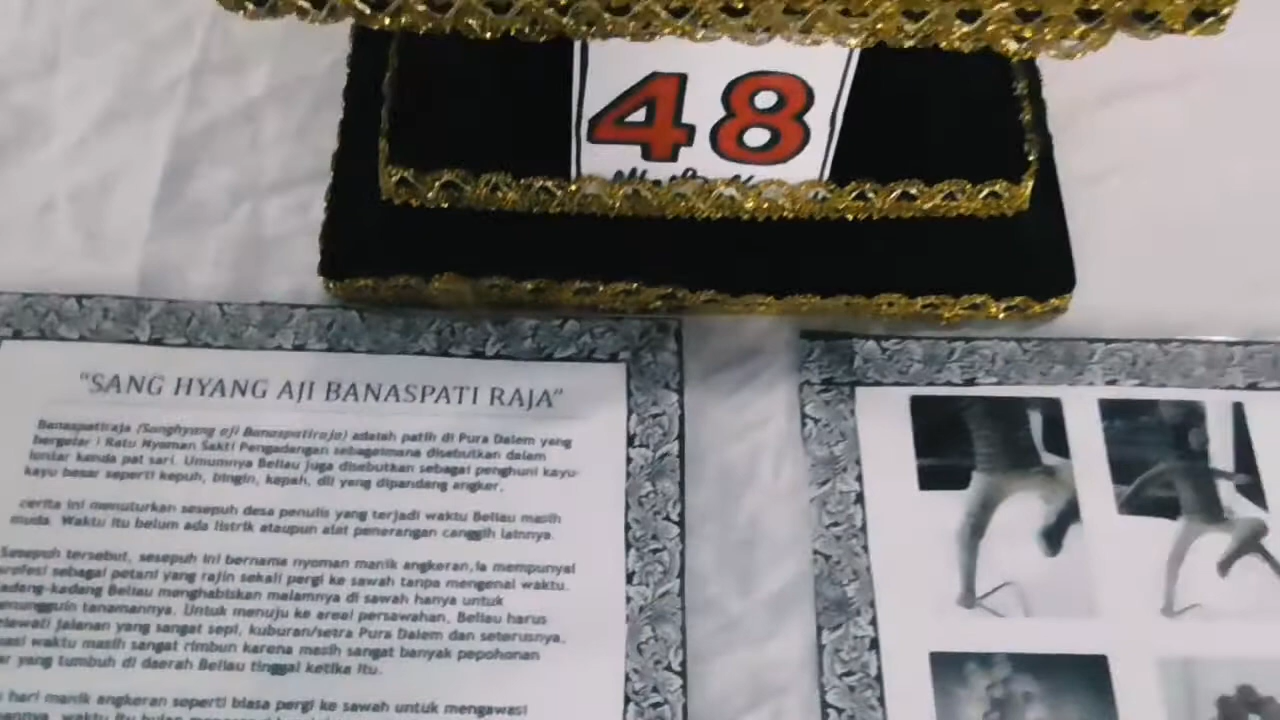 48
"SANG HYANG AJI BANASPATI RAJA"
Banaspatiraja (Sanghyang aji Banaspatiraja) adalah patih di Pura Dalem yang
bergelar I Ratu Nyoman Sakti Pengadangan sebagaimana disebutkan dalam
lontar kanda pat sari. Umumnya Beliau juga disebutkan sebagai penghuni kayu-
kayu besar seperti kepuh, bingin, kepah, dll yang dipandang angker.
cerita ini menuturkan sesepuh desa penulis yang terjadi waktu Beliau masih
muda. Waktu itu belum ada listrik ataupun alat penerangan canggih lainnya.
Sesepuh tersebut, sesepuh ini bernama nyoman manik angkeran,ia mempunyai
profesi sebagai petani yang rajin sekali pergi ke sawah tanpa mengenal waktu.
kadang-kadang Beliau menghabiskan malamnya di sawah hanya untuk
menungguin tanamannya. Untuk menuju ke areal persawahan, Beliau harus
melewati jalanan yang sangat sepi, kuburan/setra Pura Dalem dan seterusnya.
waktu masih sangat rimbun karena masih sangat banyak pepohonan
yang tumbuh di daerah Beliau tinggal ketika itu.
hari manik angkeran seperti biasa pergi ke sawah untuk mengawasi
waktu itu bulan